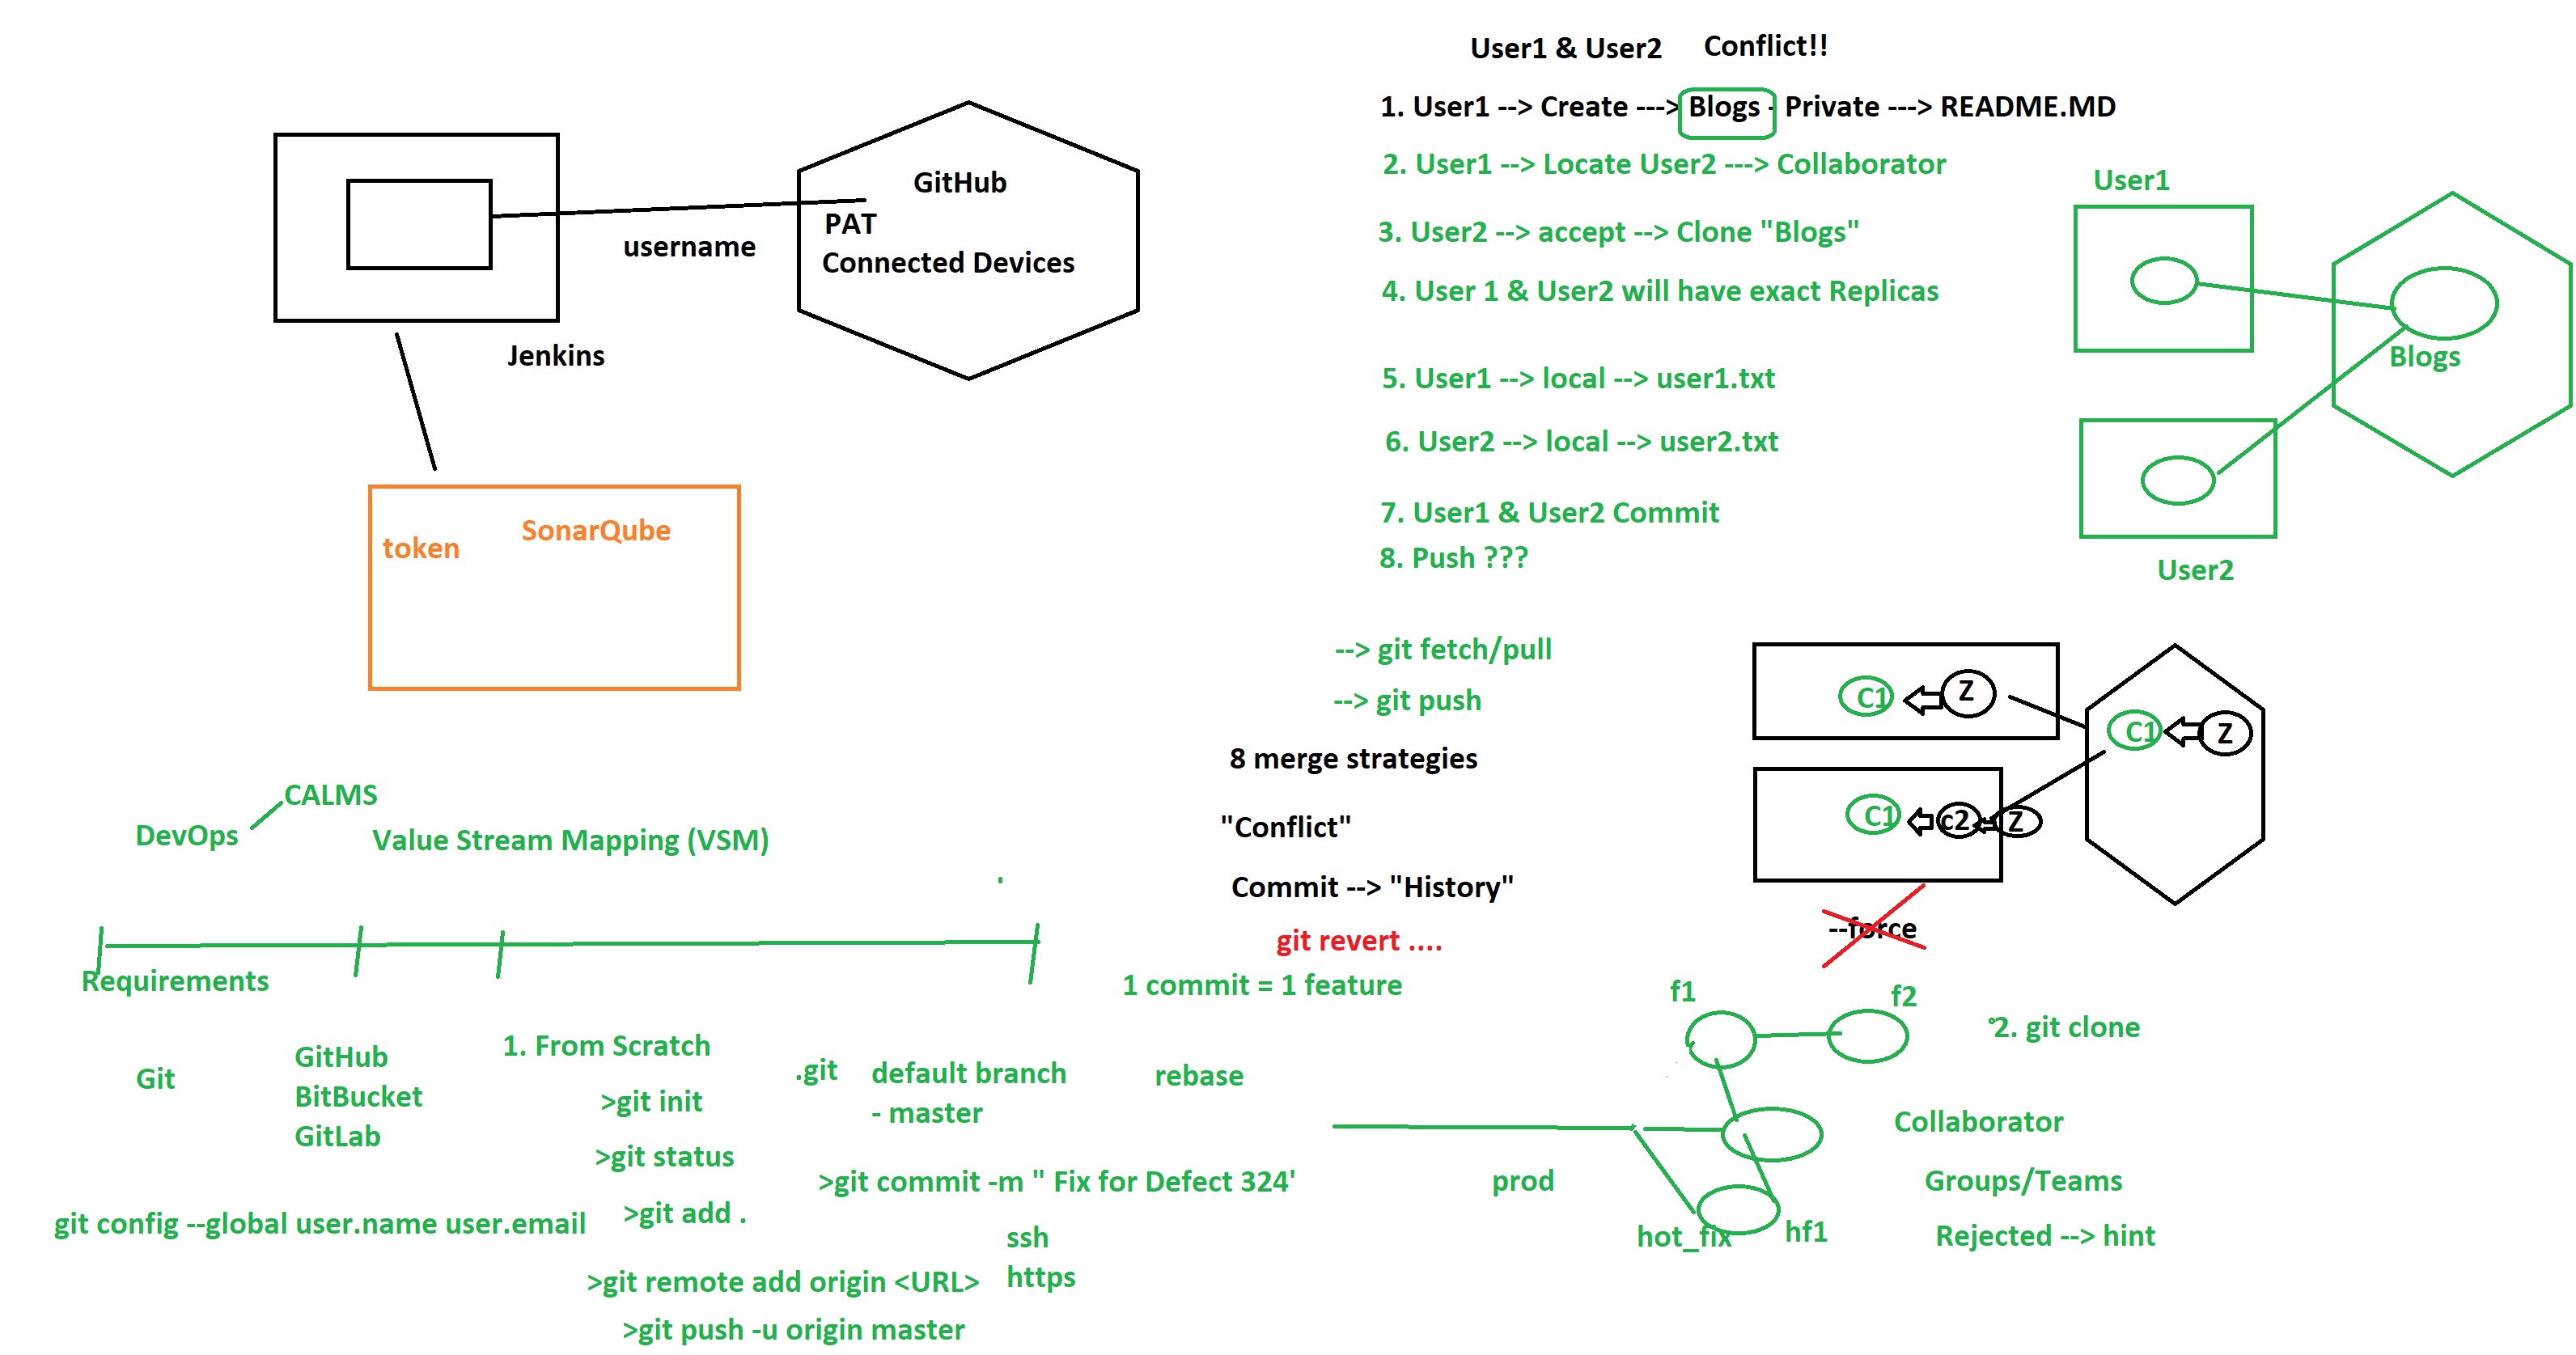 User1 & User2 Conflict!!
1. User1 --> Create ---> Blogs - Private ---> README.MD
2. User1 --> Locate User2 ---> Collaborator
3. User2 --> accept --> Clone "Blogs"
4. User 1 & User2 will have exact Replicas
5. User1 --> local --> user1.txt
6. User2 --> local --> user2.txt
7. User1 & User2 Commit
8. Push ???
User1
Blogs
User2
GitHub
PAT
username
Connected Devices
Jenkins
SonarQube
token
--> git fetch/pull
--> git push
8 merge strategies
"Conflict"
Commit --> "History"
git revert ....
1 commit = 1 feature
C1 Z
C1 Z
C1 c2 Z
--force
CALMS
DevOps
Value Stream Mapping (VSM)
Requirements
Git
GitHub
BitBucket
GitLab
git config --global user.name user.email
1. From Scratch
>git init
>git status
>git add .
.git
default branch
- master
>git commit -m " Fix for Defect 324'
ssh
https
>git remote add origin <URL>
>git push -u origin master
rebase
f1
f2
2. git clone
prod
hot_fix
hf1
Collaborator
Groups/Teams
Rejected --> hint